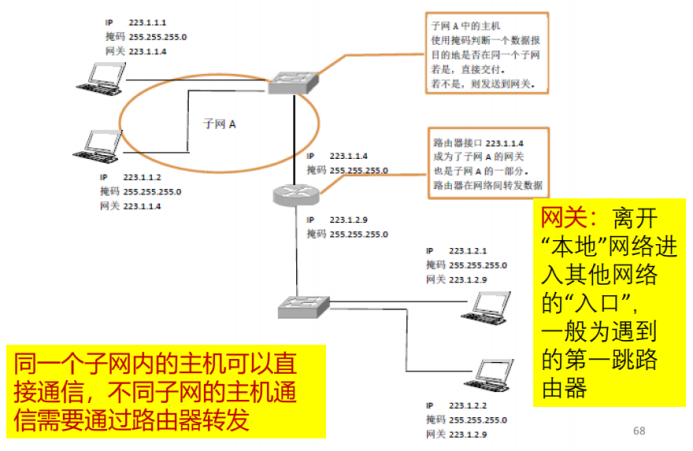 IP 223.1.1.1
掩码 255.255.255.0
网关 223.1.1.4
子网 A 中的主机
使用掩码判断一个数据报
目的地是否在同一个子网
若是，直接交付。
若不是，则发送到网关。
子网 A
IP 223.1.1.2
掩码 255.255.255.0
网关 223.1.1.4
IP 223.1.1.4
掩码 255.255.255.0
路由器接口 223.1.1.4
成为了子网 A 的网关
也是子网 A 的一部分。
路由器在网络间转发数据
IP 223.1.2.9
掩码 255.255.255.0
网关：离开
“本地”网络进
入其他网络
的“入口”，
一般为遇到
的第一跳路
由器
IP 223.1.2.1
掩码 255.255.255.0
网关 223.1.2.9
同一个子网内的主机可以直
接通信，不同子网的主机通
信需要通过路由器转发
IP 223.1.2.2
掩码 255.255.255.0
网关 223.1.2.9
68